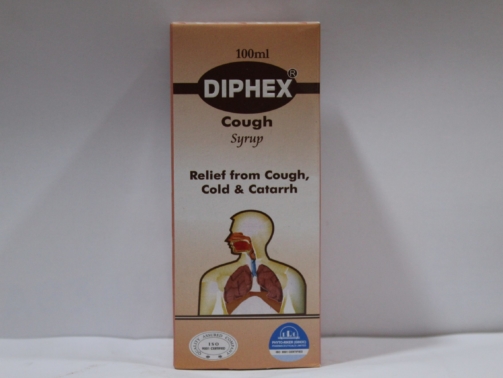 100ml
DIPHEX®
Cough
Syrup
Relief from Cough,
Cold & Catarrh